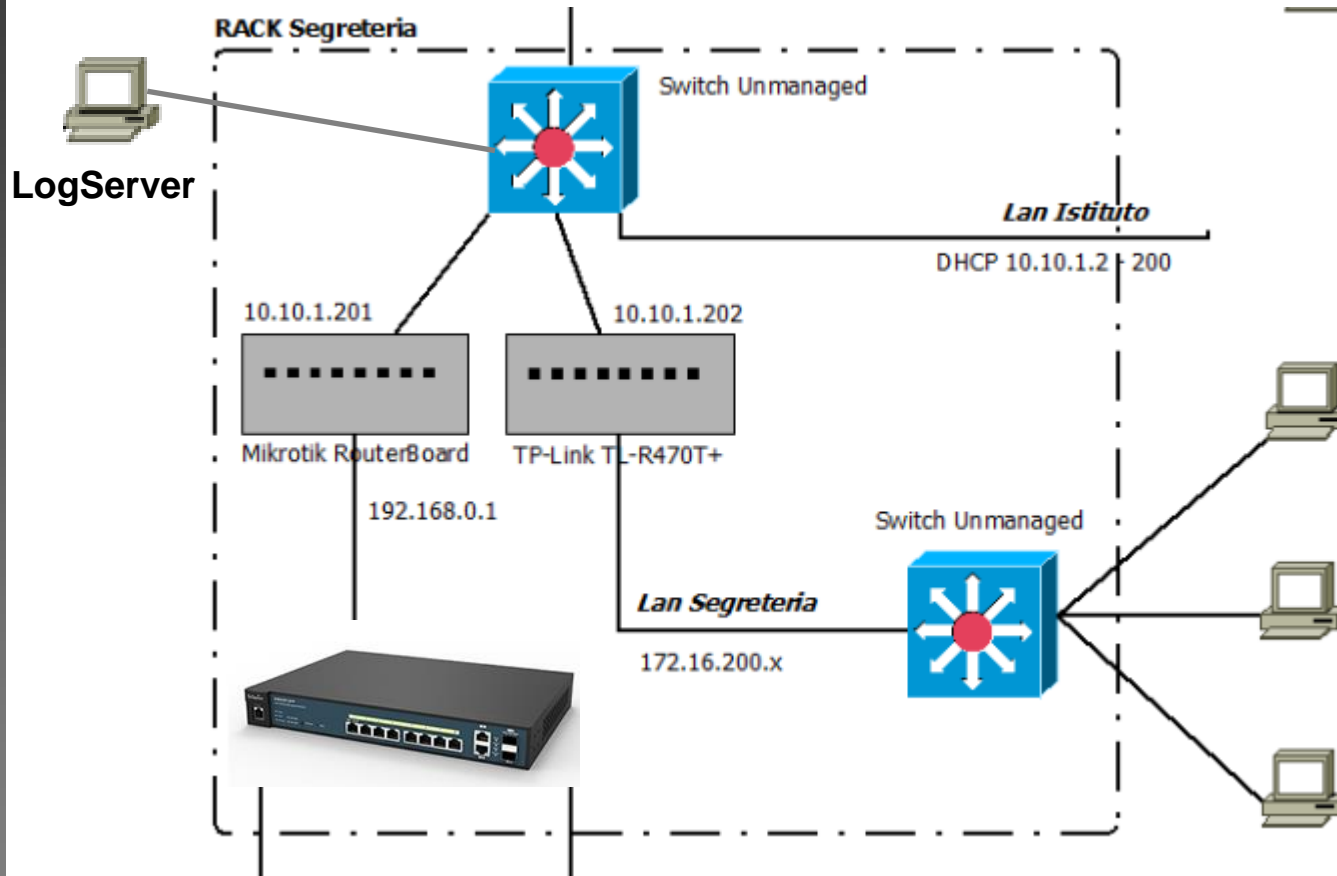 RACK Segreteria
Switch Unmanaged
LogServer
Lan Istituto
DHCP 10.10.1.2 - 200
10.10.1.201
10.10.1.202
Mikrotik RouterBoard
TP-Link TL-R470T+
192.168.0.1
Switch Unmanaged
Lan Segreteria
172.16.200.x